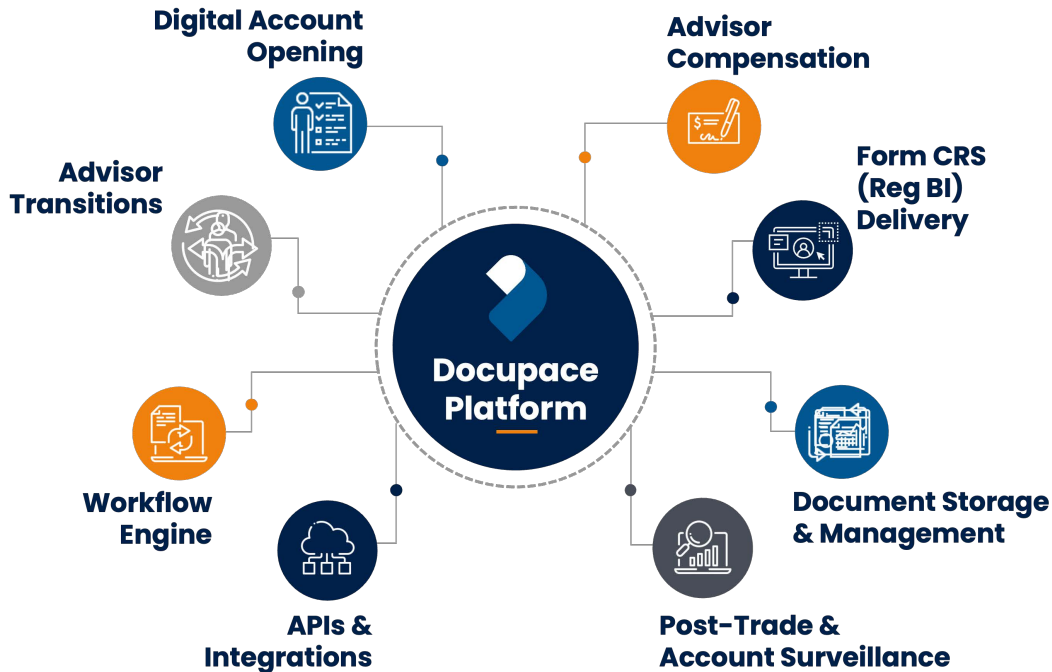 Digital Account
Opening
Advisor
Compensation
Advisor
Transitions
Form CRS
(Reg BI)
Delivery
Docupace
Platform
Workflow
Engine
Document Storage
& Management
APIs &
Integrations
Post-Trade &
Account Surveillance
$